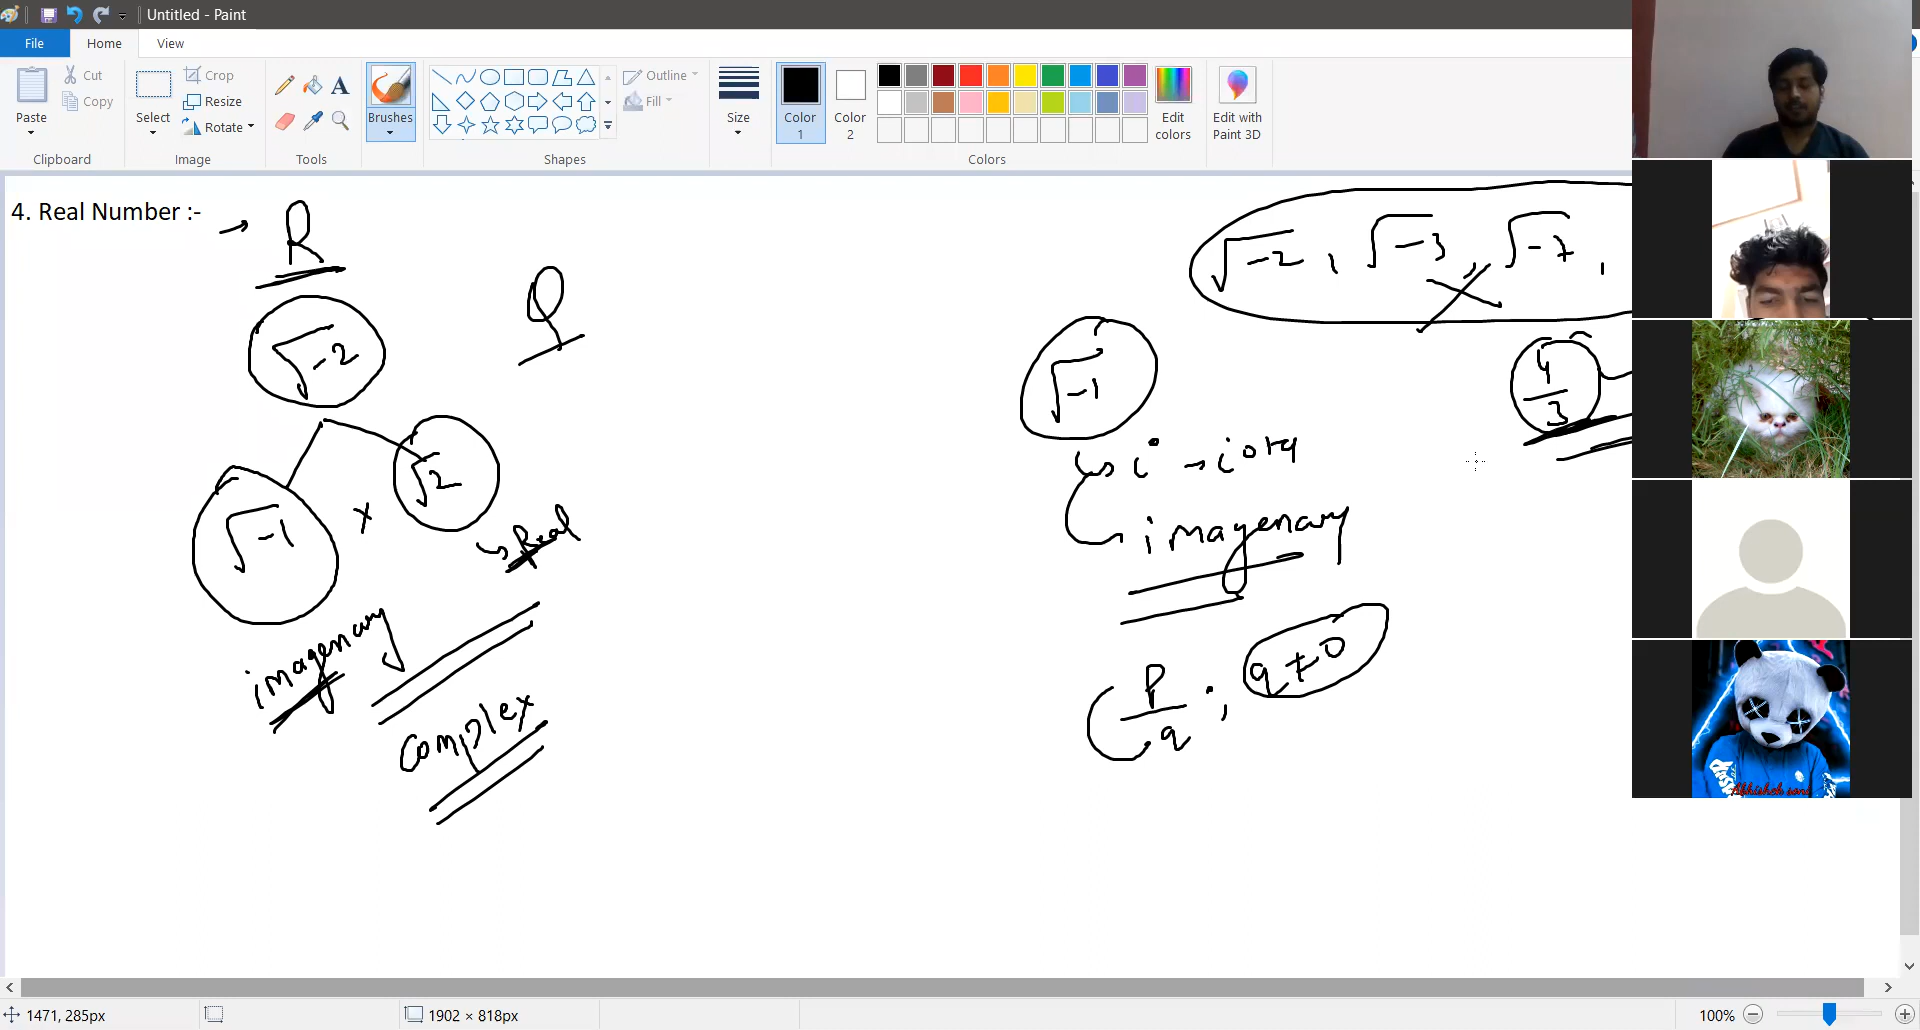 Untitled - Paint
File
Home
View
Paste
Cut
Copy
Clipboard
Select
Crop
Resize
Rotate
Image
Tools
Brushes
Shapes
Outline
Fill
Size
Color
1
Color
2
Colors
Edit
colors
Edit with
Paint 3D
4. Real Number :-
→ R
Q
√-2
√-1 × √2
↳ Real
imagenary
complex
√-2 , √-3 , √-7 ,
√-1
4/3
↳ i → iota
imagenary
p/q ; q ≠ 0
Abhishek soni
1471, 285px
1902 × 818px
100%